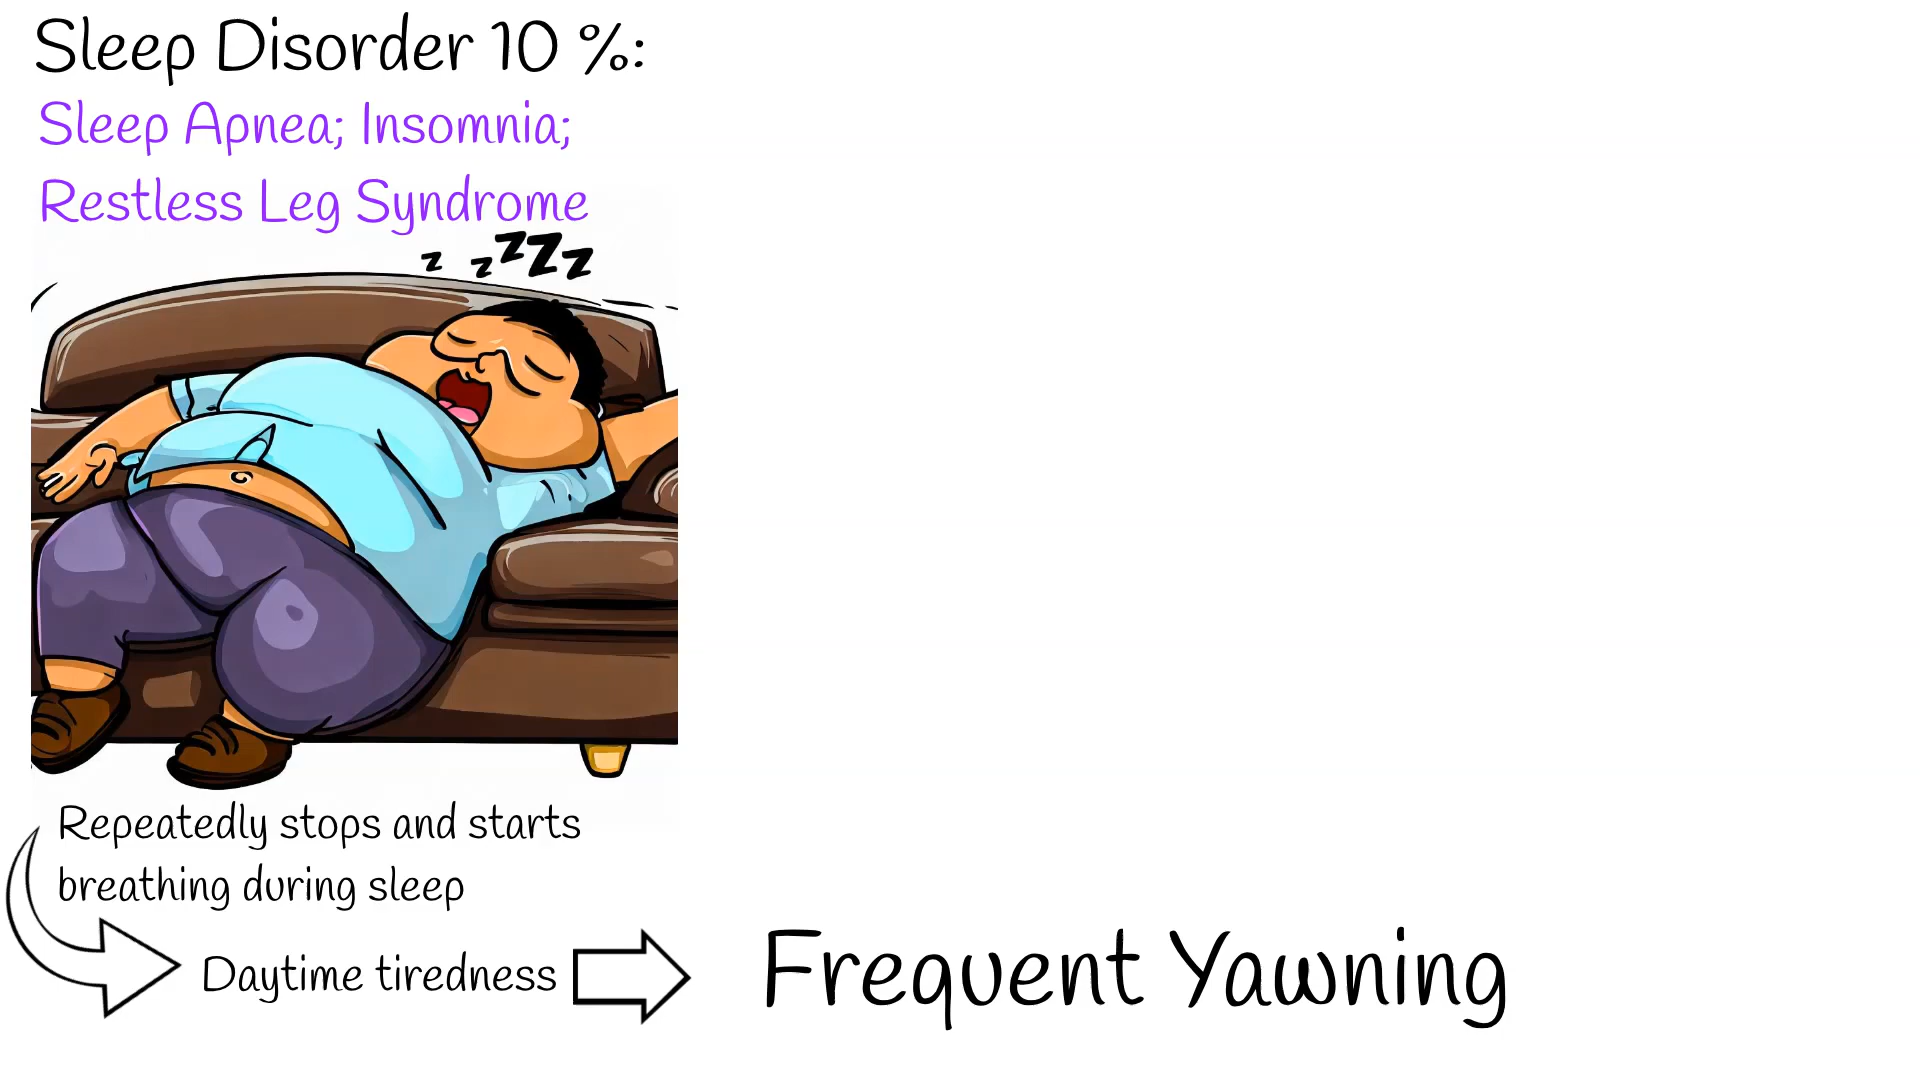 Sleep Disorder 10 %:
Sleep Apnea; Insomnia;
Restless Leg Syndrome
z zzZz
Repeatedly stops and starts
breathing during sleep
Daytime tiredness
Frequent Yawning